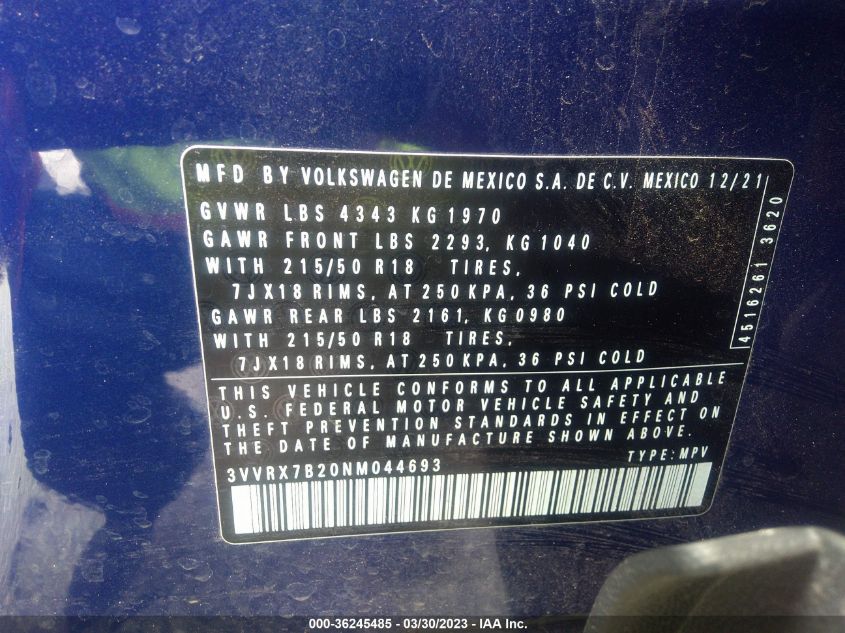 MFD BY VOLKSWAGEN DE MEXICO S.A. DE C.V. MEXICO 12/21
GVWR LBS 4343 KG 1970
GAWR FRONT LBS 2293, KG 1040
WITH 215/50 R18 TIRES,
7JX18 RIMS, AT 250 KPA, 36 PSI COLD
GAWR REAR LBS 2161, KG 0980
WITH 215/50 R18 TIRES,
7JX18 RIMS, AT 250 KPA, 36 PSI COLD
4516261 3620
THIS VEHICLE CONFORMS TO ALL APPLICABLE
U.S. FEDERAL MOTOR VEHICLE SAFETY AND
THEFT PREVENTION STANDARDS IN EFFECT ON
THE DATE OF MANUFACTURE SHOWN ABOVE.
3VVRX7B20NM044693 TYPE: MPV
000-36245485 - 03/30/2023 - IAA Inc.